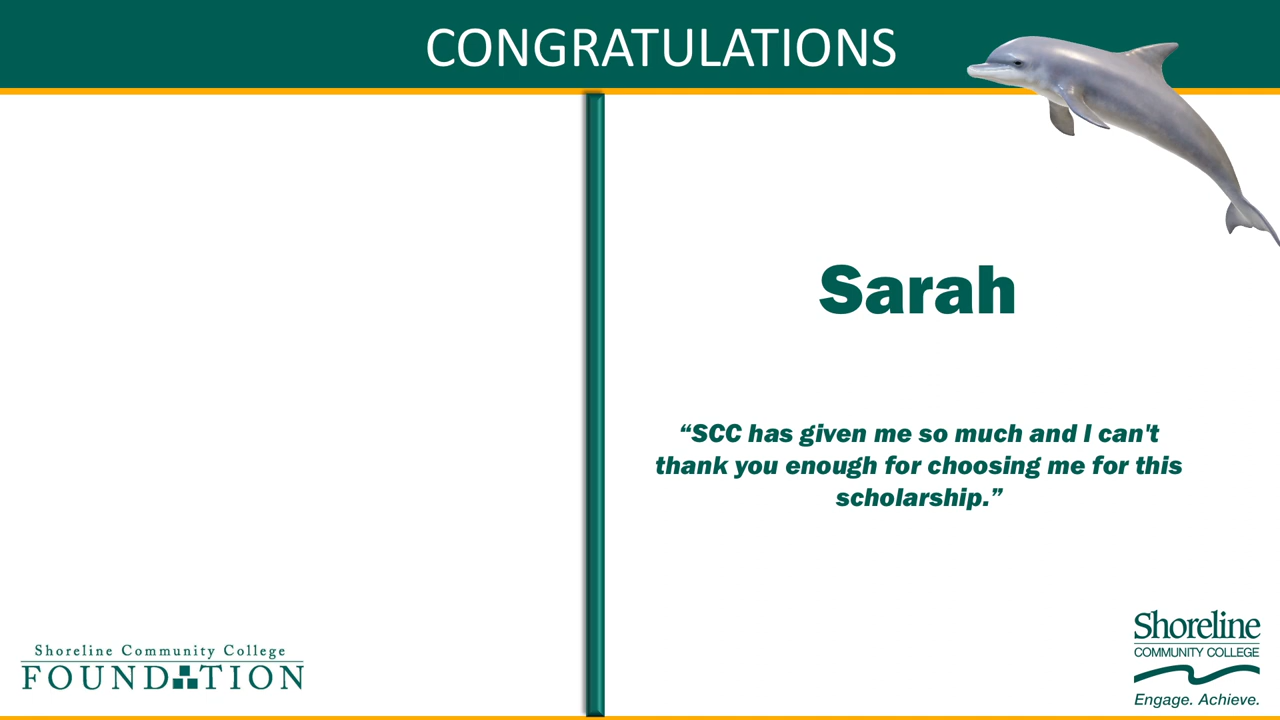 CONGRATULATIONS
Sarah
“SCC has given me so much and I can't
thank you enough for choosing me for this
scholarship.”
Shoreline Community College
FOUNDATION
Shoreline
COMMUNITY COLLEGE
Engage. Achieve.